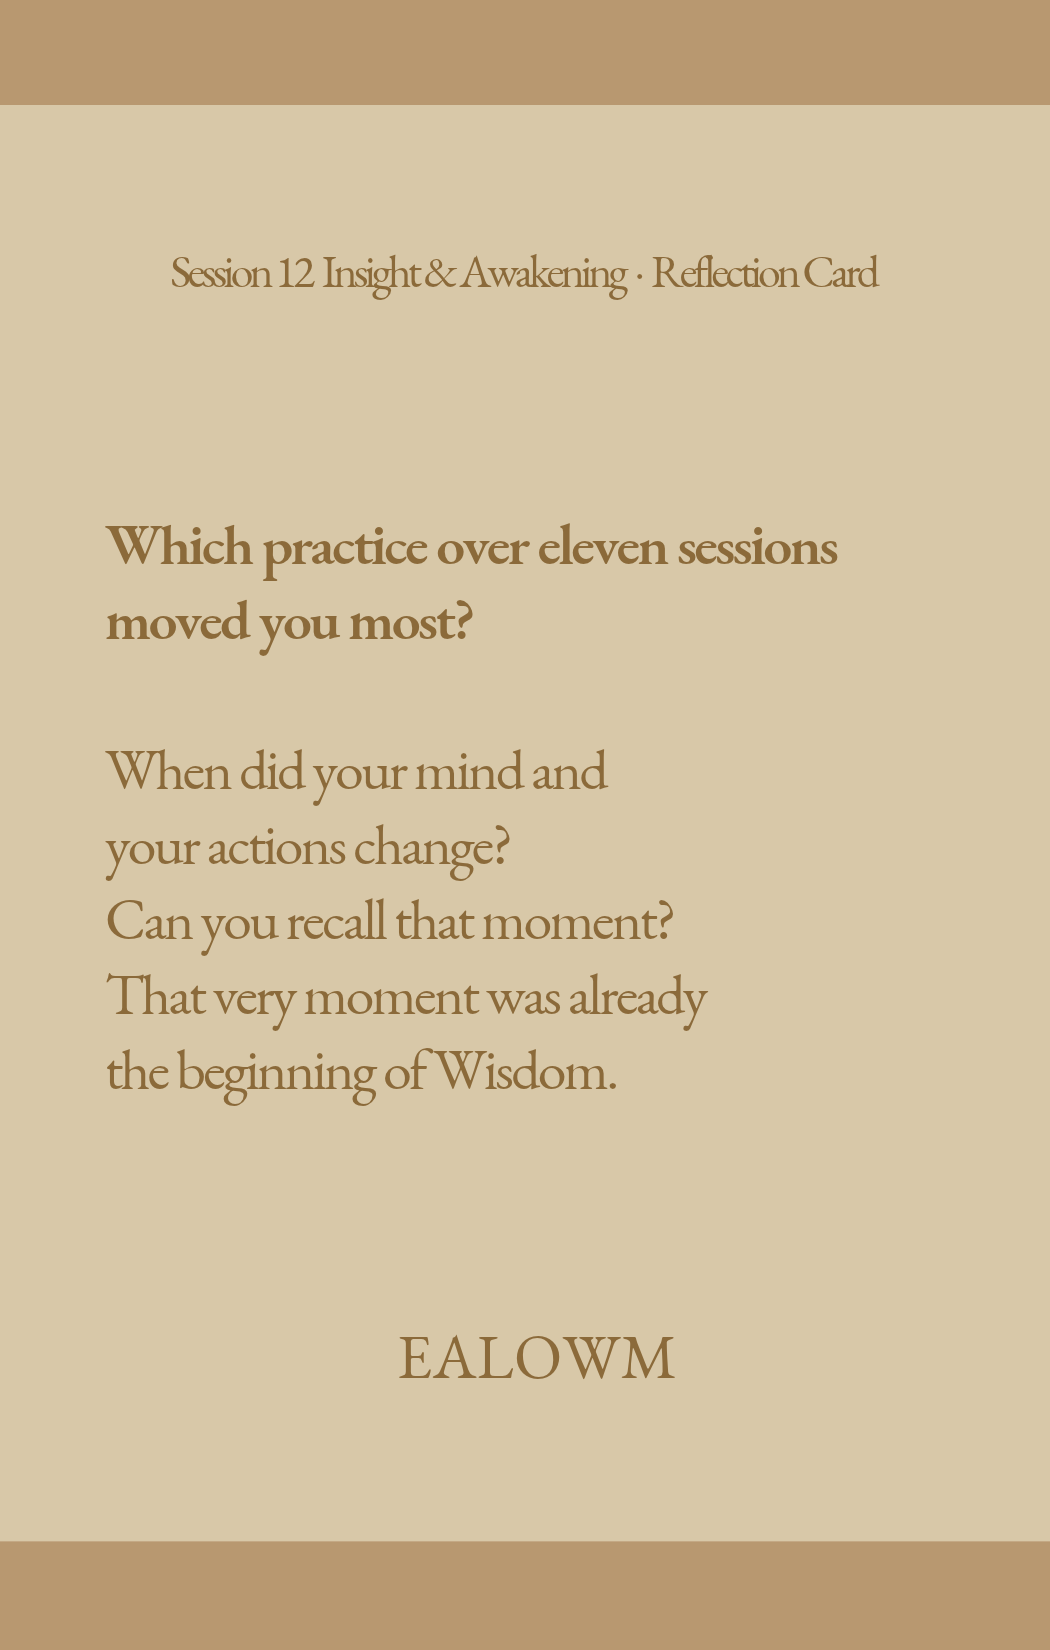 Session 12 Insight & Awakening · Reflection Card
Which practice over eleven sessions
moved you most?
When did your mind and
your actions change?
Can you recall that moment?
That very moment was already
the beginning of Wisdom.
EALOWM